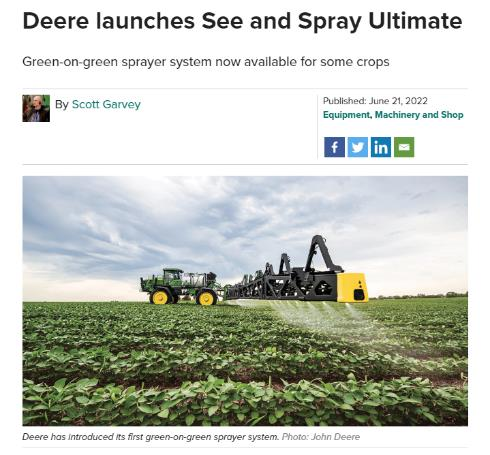 Deere launches See and Spray Ultimate
Green-on-green sprayer system now available for some crops
By Scott Garvey
Published: June 21, 2022
Equipment, Machinery and Shop
Deere has introduced its first green-on-green sprayer system. Photo: John Deere